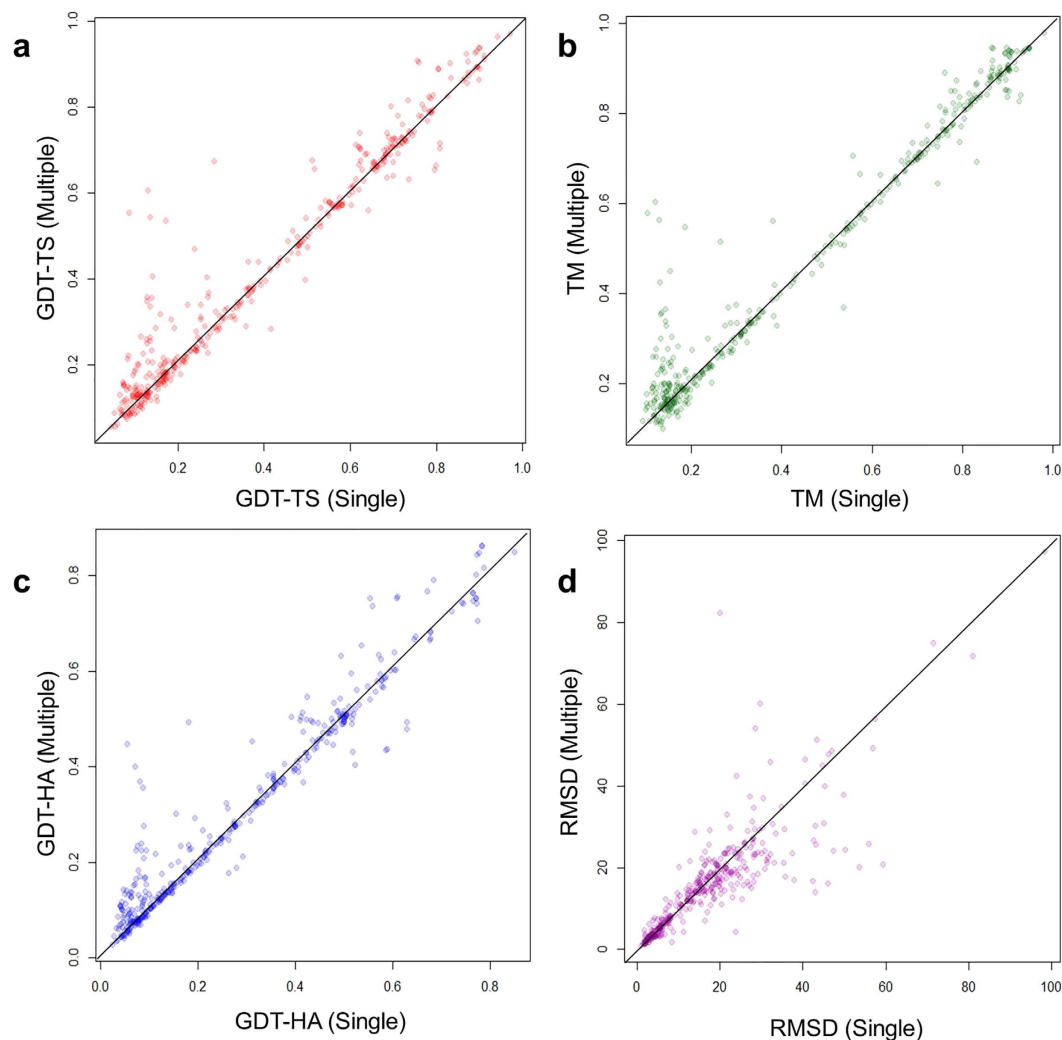 a
1.0
0.8
0.6
0.4
0.2
GDT-TS (Multiple)
0.2 0.4 0.6 0.8 1.0
GDT-TS (Single)
b
1.0
0.8
0.6
0.4
0.2
TM (Multiple)
0.2 0.4 0.6 0.8 1.0
TM (Single)
c
0.8
0.6
0.4
0.2
0.0
GDT-HA (Multiple)
0.0 0.2 0.4 0.6 0.8
GDT-HA (Single)
d
100
80
60
40
20
0
RMSD (Multiple)
0 20 40 60 80 100
RMSD (Single)